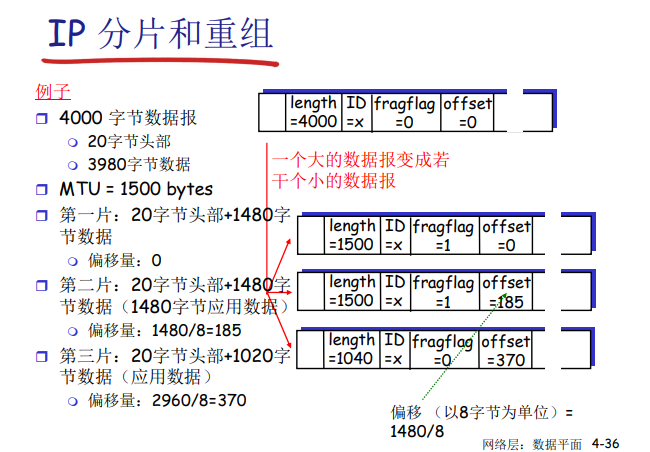 IP 分片和重组
例子
4000 字节数据报
20字节头部
3980字节数据
MTU = 1500 bytes
第一片：20字节头部+1480字
节数据
偏移量：0
第二片：20字节头部+1480字
节数据（1480字节应用数据）
偏移量：1480/8=185
第三片：20字节头部+1020字
节数据（应用数据）
偏移量：2960/8=370
length ID fragflag offset
=4000 =x =0 =0
一个大的数据报变成若
干个小的数据报
length ID fragflag offset
=1500 =x =1 =0
length ID fragflag offset
=1500 =x =1 =185
length ID fragflag offset
=1040 =x =0 =370
偏移 （以8字节为单位）=
1480/8
网络层：数据平面 4-36